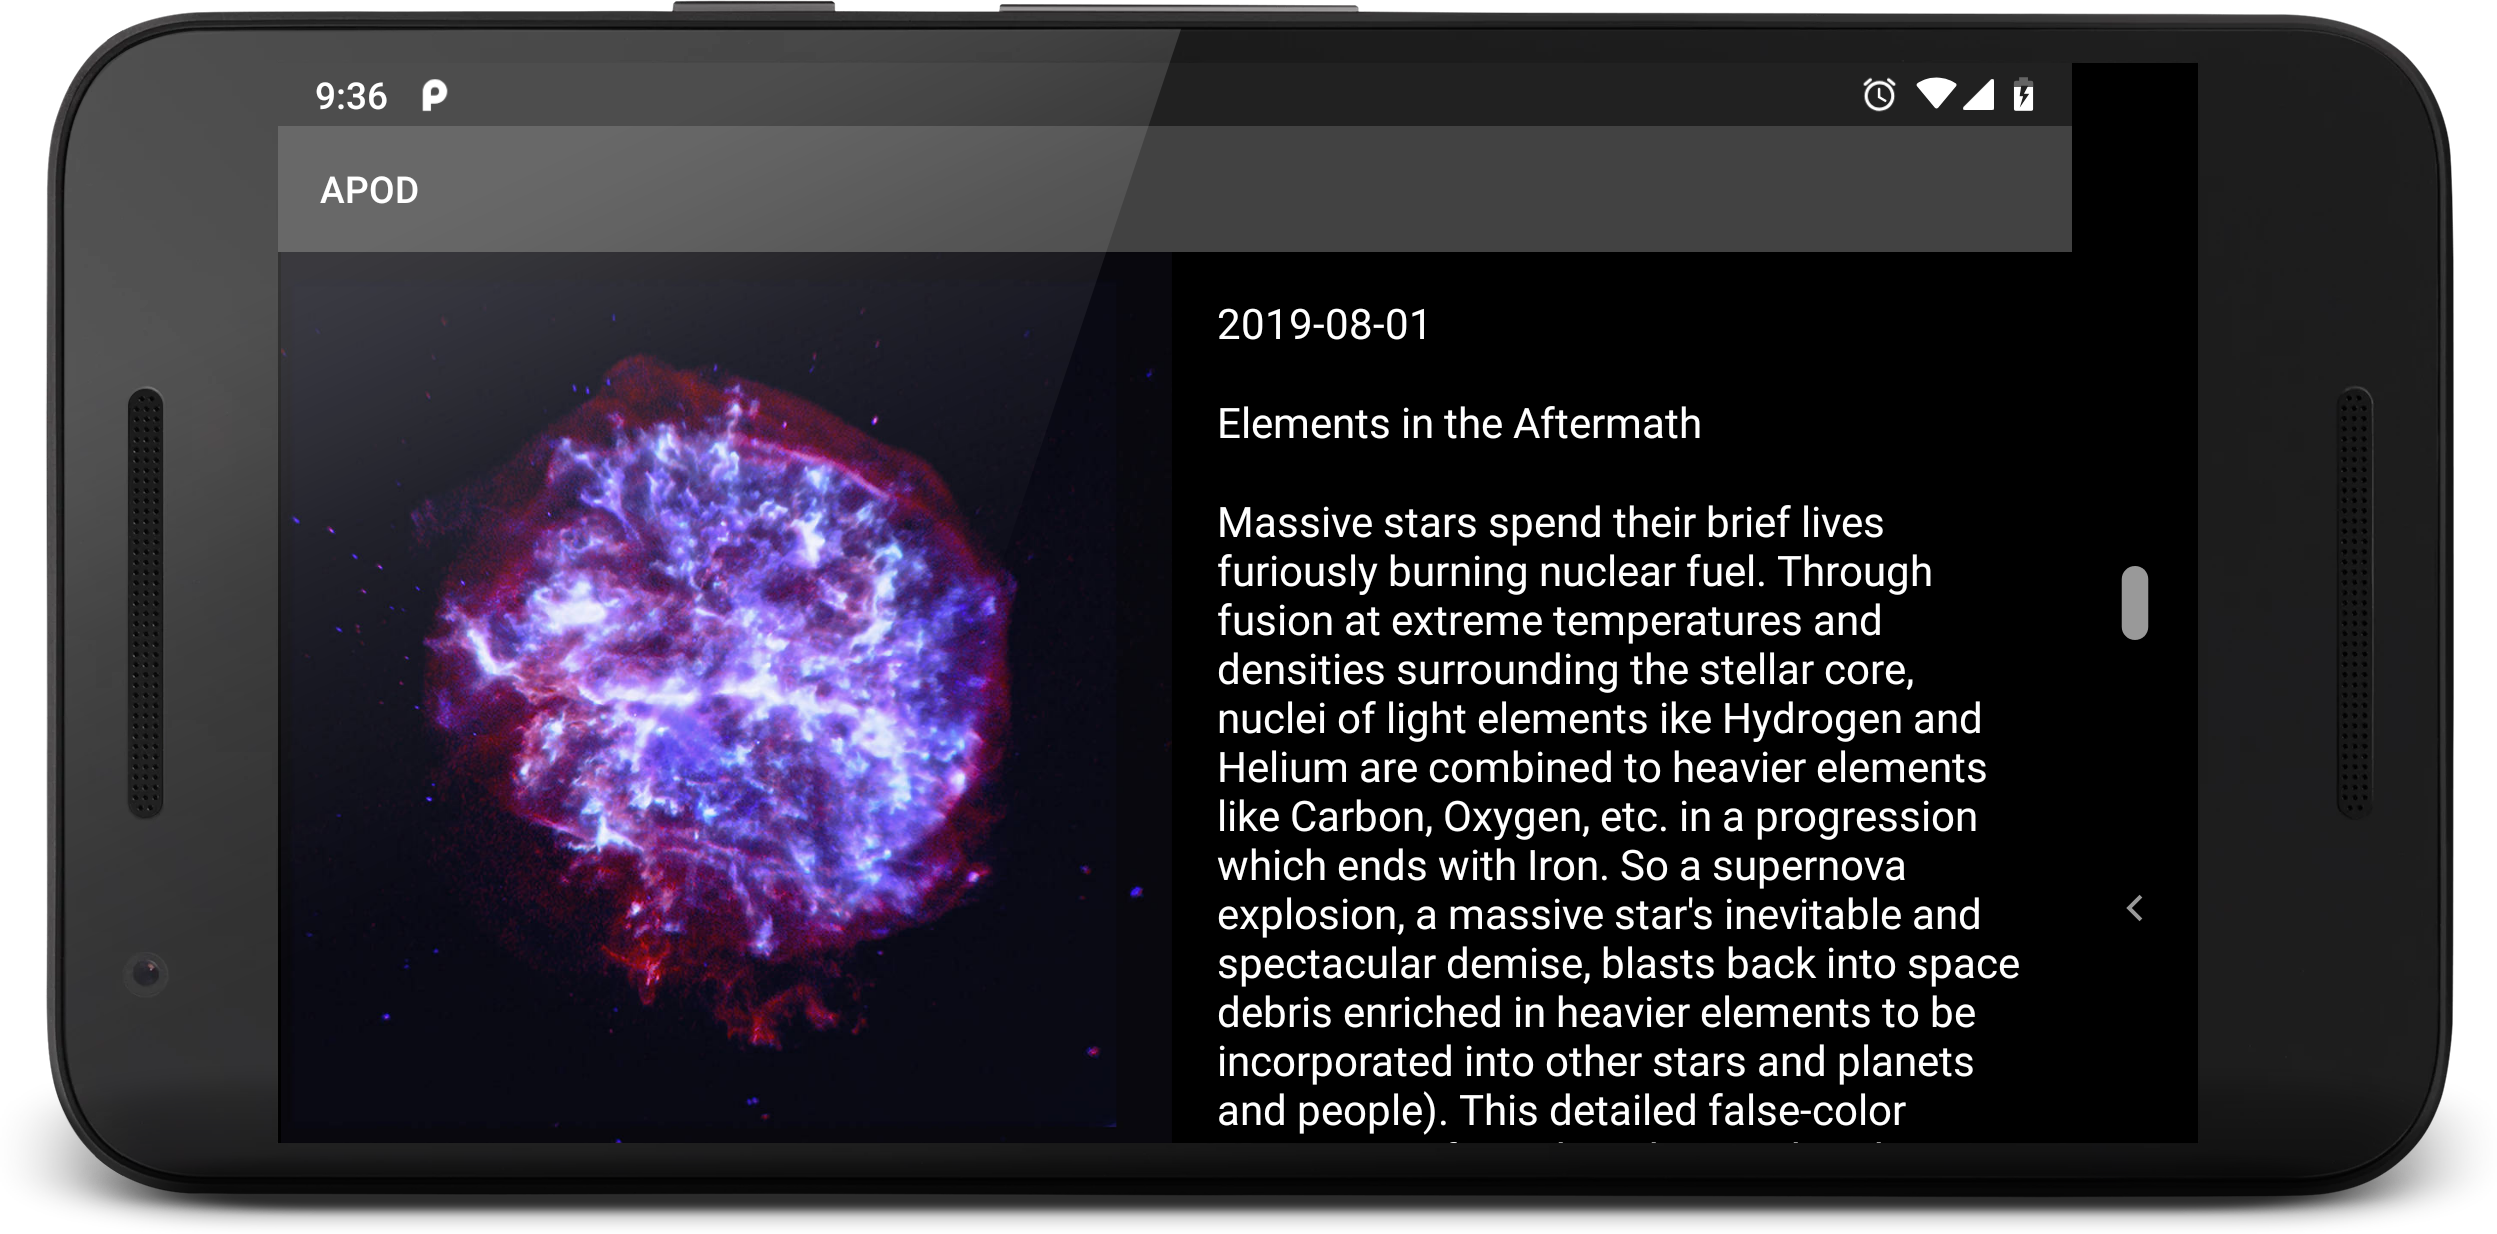 9:36
APOD
2019-08-01
Elements in the Aftermath
Massive stars spend their brief lives
furiously burning nuclear fuel. Through
fusion at extreme temperatures and
densities surrounding the stellar core,
nuclei of light elements ike Hydrogen and
Helium are combined to heavier elements
like Carbon, Oxygen, etc. in a progression
which ends with Iron. So a supernova
explosion, a massive star's inevitable and
spectacular demise, blasts back into space
debris enriched in heavier elements to be
incorporated into other stars and planets
and people). This detailed false-color